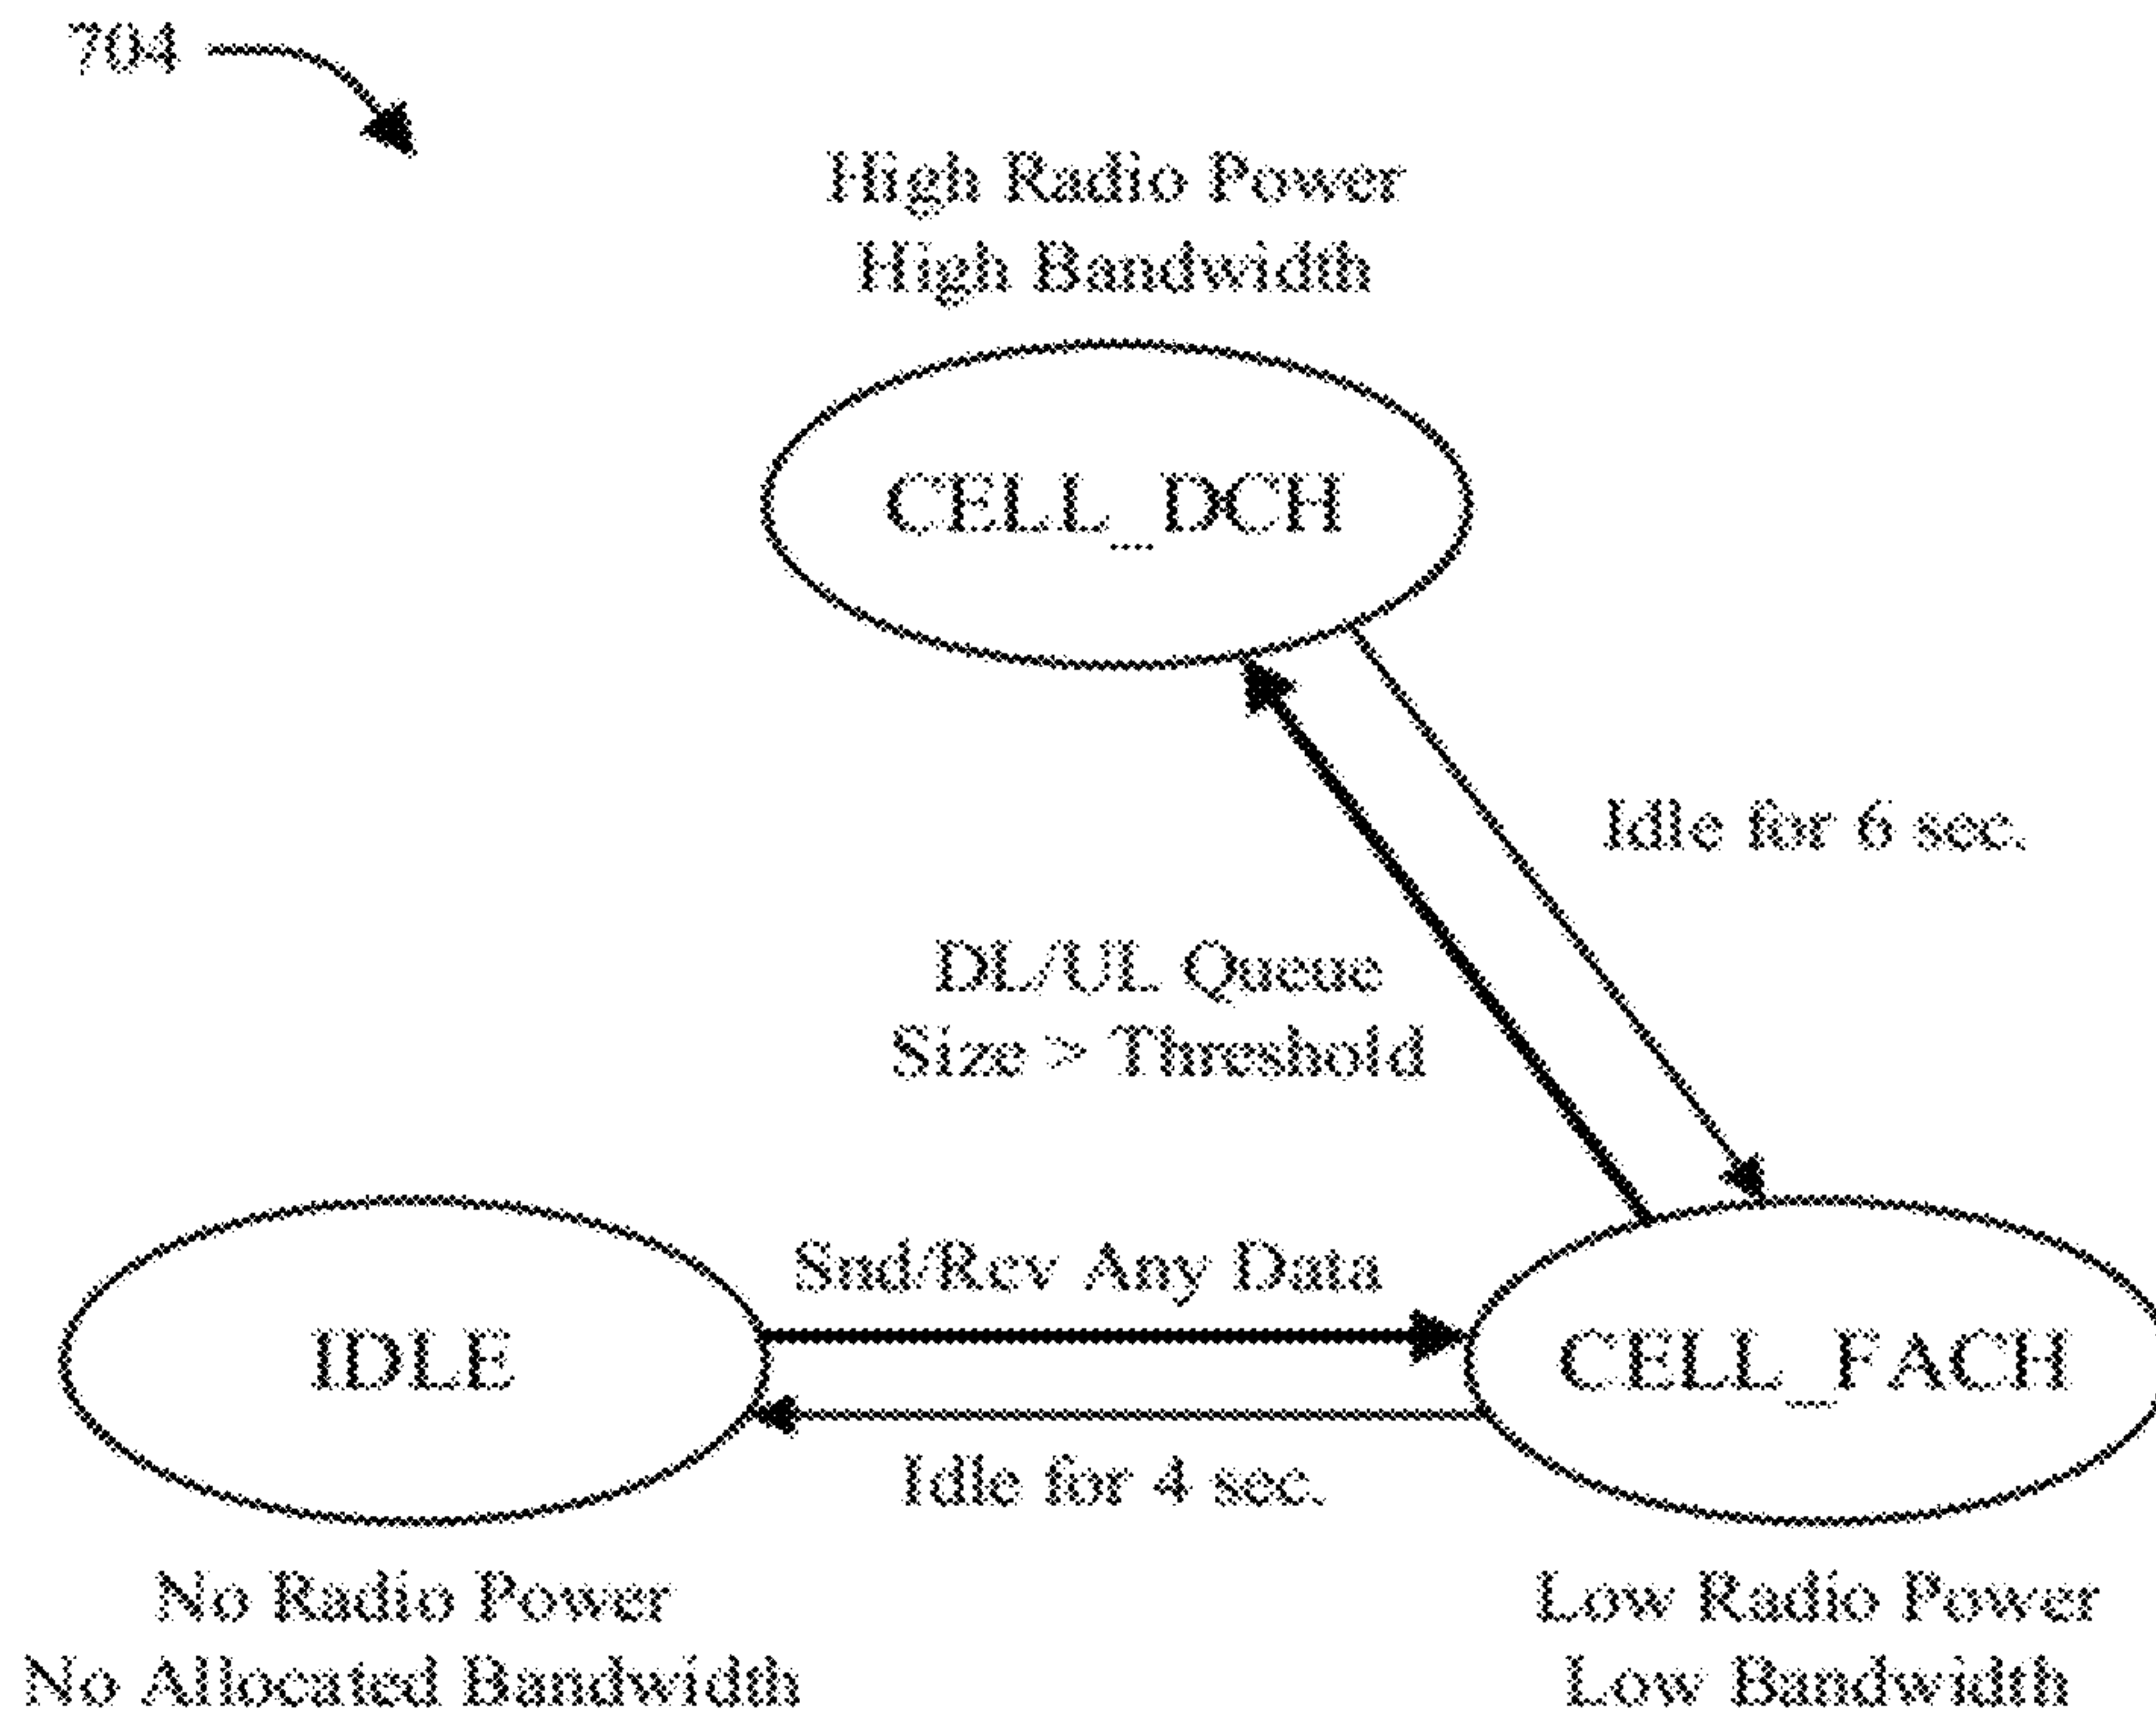 704
High Radio Power
High Bandwidth
CELL_DCH
Idle for 6 sec.
DL/UL Queue
Size > Threshold
Snd/Rcv Any Data
IDLE
CELL_FACH
Idle for 4 sec.
No Radio Power
No Allocated Bandwidth
Low Radio Power
Low Bandwidth